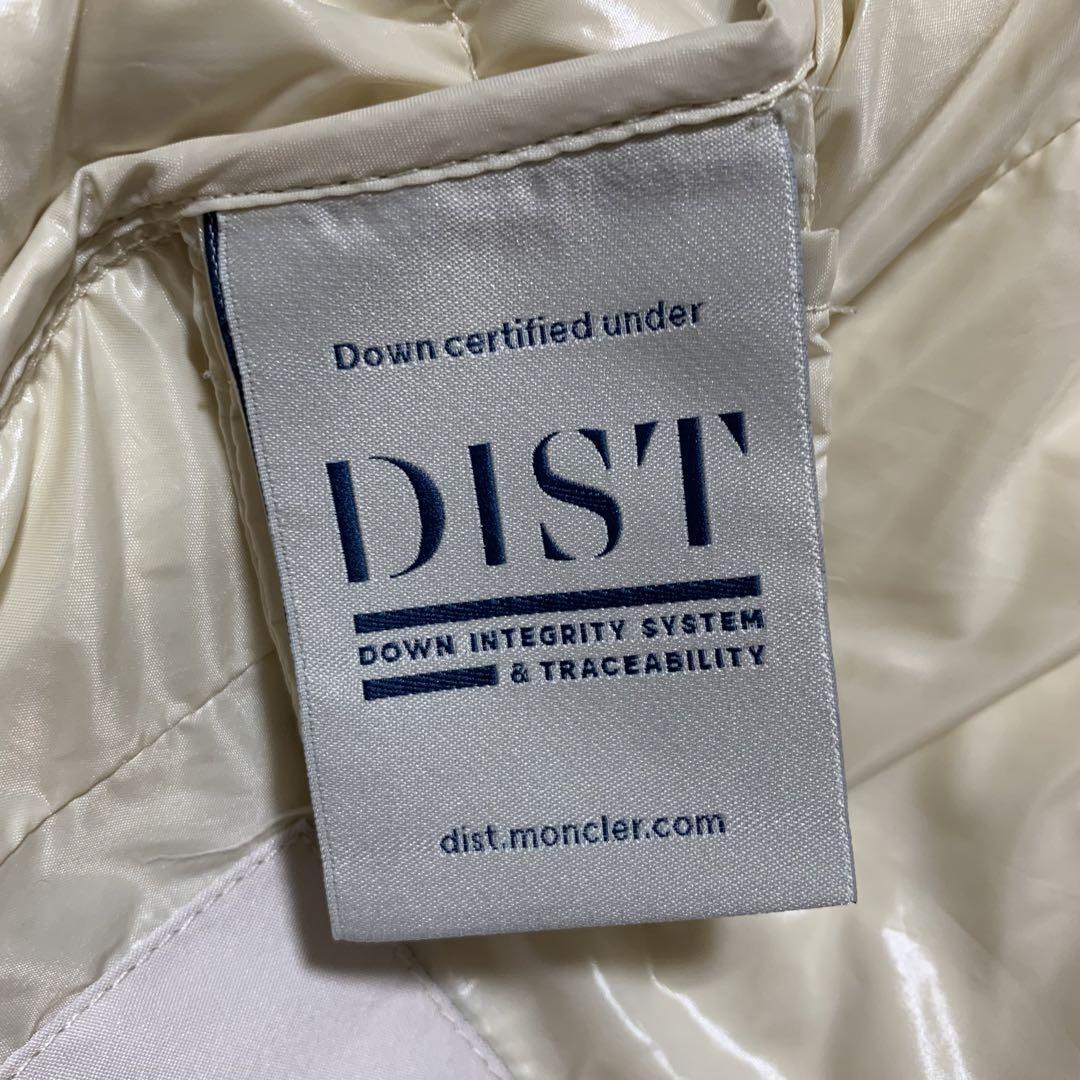 Down certified under
DIST
DOWN INTEGRITY SYSTEM
& TRACEABILITY
dist.moncler.com